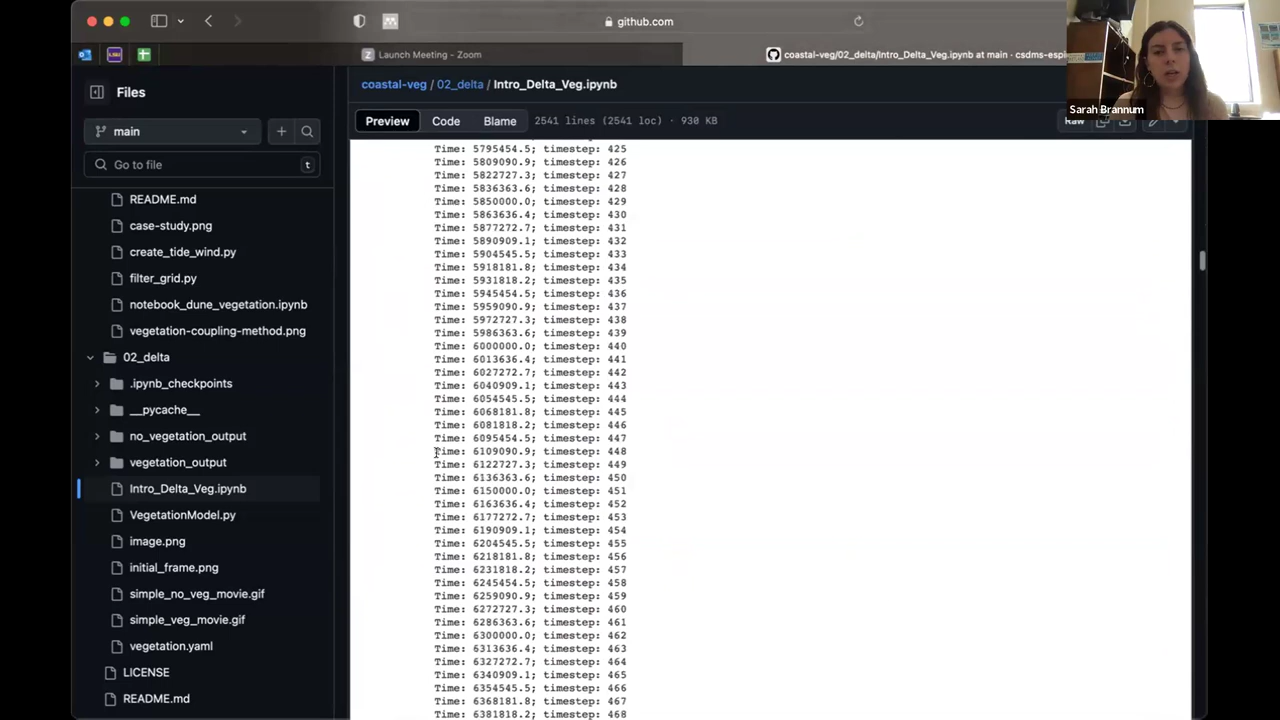 github.com
Launch Meeting - Zoom
coastal-veg/02_delta/Intro_Delta_Veg.ipynb at main · csdms-espi
Sarah Brannum
Files
main
Go to file
t
README.md
case-study.png
create_tide_wind.py
filter_grid.py
notebook_dune_vegetation.ipynb
vegetation-coupling-method.png
02_delta
.ipynb_checkpoints
__pycache__
no_vegetation_output
vegetation_output
Intro_Delta_Veg.ipynb
VegetationModel.py
image.png
initial_frame.png
simple_no_veg_movie.gif
simple_veg_movie.gif
vegetation.yaml
LICENSE
README.md
coastal-veg / 02_delta / Intro_Delta_Veg.ipynb
Preview Code Blame 2541 lines (2541 loc) · 930 KB
Raw
Time: 5795454.5; timestep: 425
Time: 5809090.9; timestep: 426
Time: 5822727.3; timestep: 427
Time: 5836363.6; timestep: 428
Time: 5850000.0; timestep: 429
Time: 5863636.4; timestep: 430
Time: 5877272.7; timestep: 431
Time: 5890909.1; timestep: 432
Time: 5904545.5; timestep: 433
Time: 5918181.8; timestep: 434
Time: 5931818.2; timestep: 435
Time: 5945454.5; timestep: 436
Time: 5959090.9; timestep: 437
Time: 5972727.3; timestep: 438
Time: 5986363.6; timestep: 439
Time: 6000000.0; timestep: 440
Time: 6013636.4; timestep: 441
Time: 6027272.7; timestep: 442
Time: 6040909.1; timestep: 443
Time: 6054545.5; timestep: 444
Time: 6068181.8; timestep: 445
Time: 6081818.2; timestep: 446
Time: 6095454.5; timestep: 447
Time: 6109090.9; timestep: 448
Time: 6122727.3; timestep: 449
Time: 6136363.6; timestep: 450
Time: 6150000.0; timestep: 451
Time: 6163636.4; timestep: 452
Time: 6177272.7; timestep: 453
Time: 6190909.1; timestep: 454
Time: 6204545.5; timestep: 455
Time: 6218181.8; timestep: 456
Time: 6231818.2; timestep: 457
Time: 6245454.5; timestep: 458
Time: 6259090.9; timestep: 459
Time: 6272727.3; timestep: 460
Time: 6286363.6; timestep: 461
Time: 6300000.0; timestep: 462
Time: 6313636.4; timestep: 463
Time: 6327272.7; timestep: 464
Time: 6340909.1; timestep: 465
Time: 6354545.5; timestep: 466
Time: 6368181.8; timestep: 467
Time: 6381818.2; timestep: 468